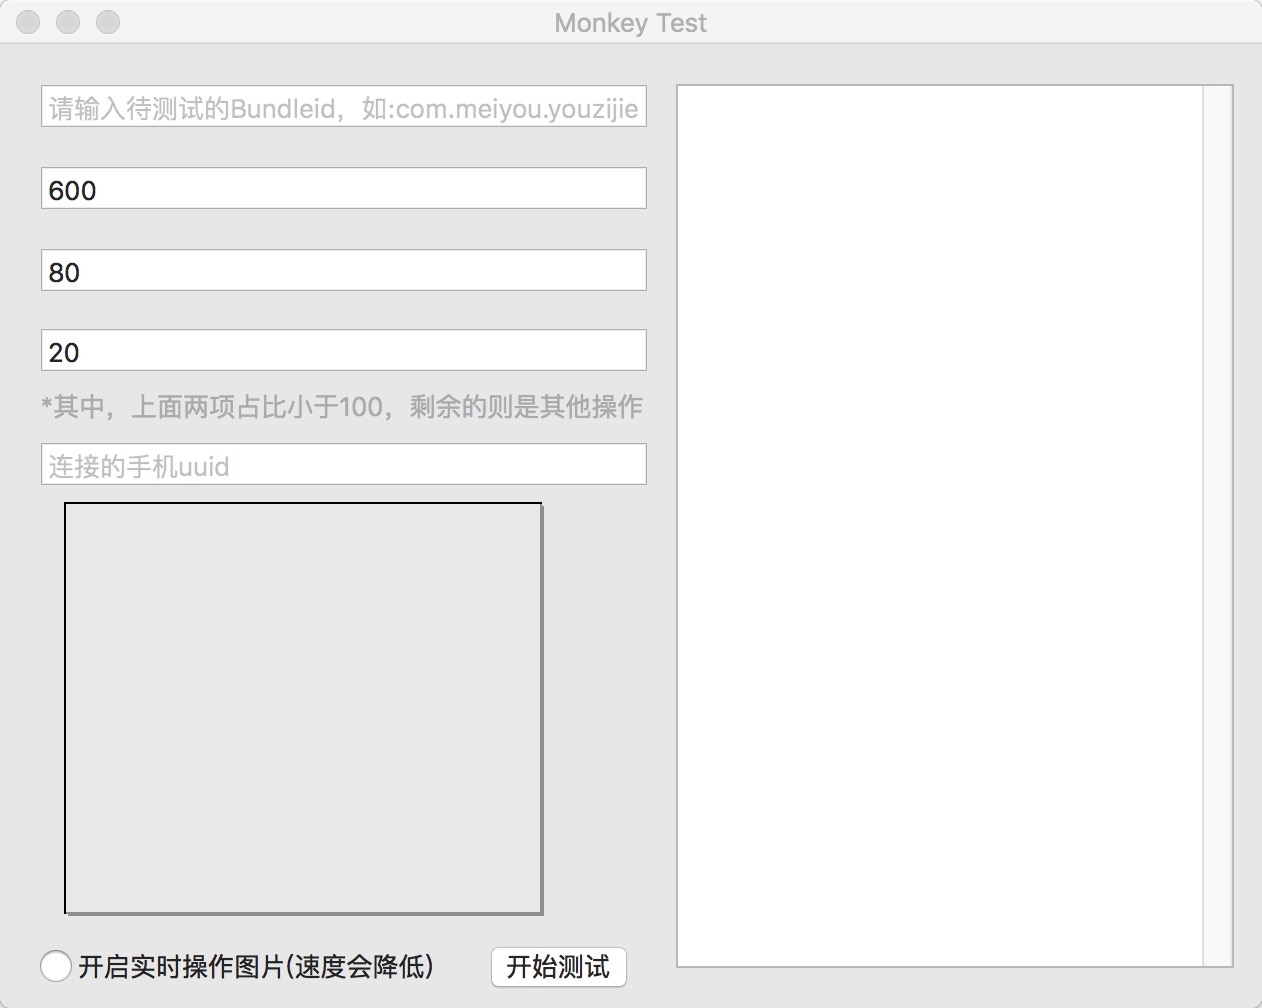 Monkey Test
请输入待测试的Bundleid，如:com.meiyou.youzijie
600
80
20
*其中，上面两项占比小于100，剩余的则是其他操作
连接的手机uuid
开启实时操作图片(速度会降低)
开始测试